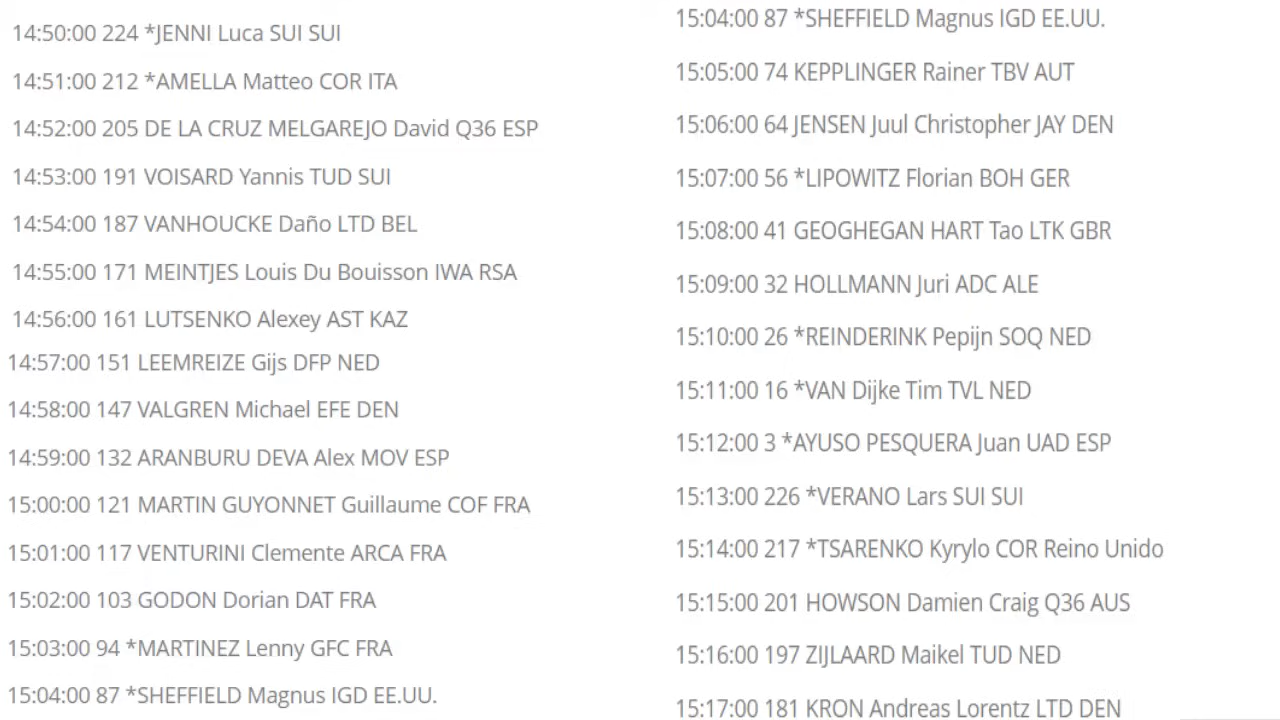 14:50:00 224 *JENNI Luca SUI SUI
14:51:00 212 *AMELLA Matteo COR ITA
14:52:00 205 DE LA CRUZ MELGAREJO David Q36 ESP
14:53:00 191 VOISARD Yannis TUD SUI
14:54:00 187 VANHOUCKE Daño LTD BEL
14:55:00 171 MEINTJES Louis Du Bouisson IWA RSA
14:56:00 161 LUTSENKO Alexey AST KAZ
14:57:00 151 LEEMREIZE Gijs DFP NED
14:58:00 147 VALGREN Michael EFE DEN
14:59:00 132 ARANBURU DEVA Alex MOV ESP
15:00:00 121 MARTIN GUYONNET Guillaume COF FRA
15:01:00 117 VENTURINI Clemente ARCA FRA
15:02:00 103 GODON Dorian DAT FRA
15:03:00 94 *MARTINEZ Lenny GFC FRA
15:04:00 87 *SHEFFIELD Magnus IGD EE.UU.
15:04:00 87 *SHEFFIELD Magnus IGD EE.UU.
15:05:00 74 KEPPLINGER Rainer TBV AUT
15:06:00 64 JENSEN Juul Christopher JAY DEN
15:07:00 56 *LIPOWITZ Florian BOH GER
15:08:00 41 GEOGHEGAN HART Tao LTK GBR
15:09:00 32 HOLLMANN Juri ADC ALE
15:10:00 26 *REINDERINK Pepijn SOQ NED
15:11:00 16 *VAN Dijke Tim TVL NED
15:12:00 3 *AYUSO PESQUERA Juan UAD ESP
15:13:00 226 *VERANO Lars SUI SUI
15:14:00 217 *TSARENKO Kyrylo COR Reino Unido
15:15:00 201 HOWSON Damien Craig Q36 AUS
15:16:00 197 ZIJLAARD Maikel TUD NED
15:17:00 181 KRON Andreas Lorentz LTD DEN